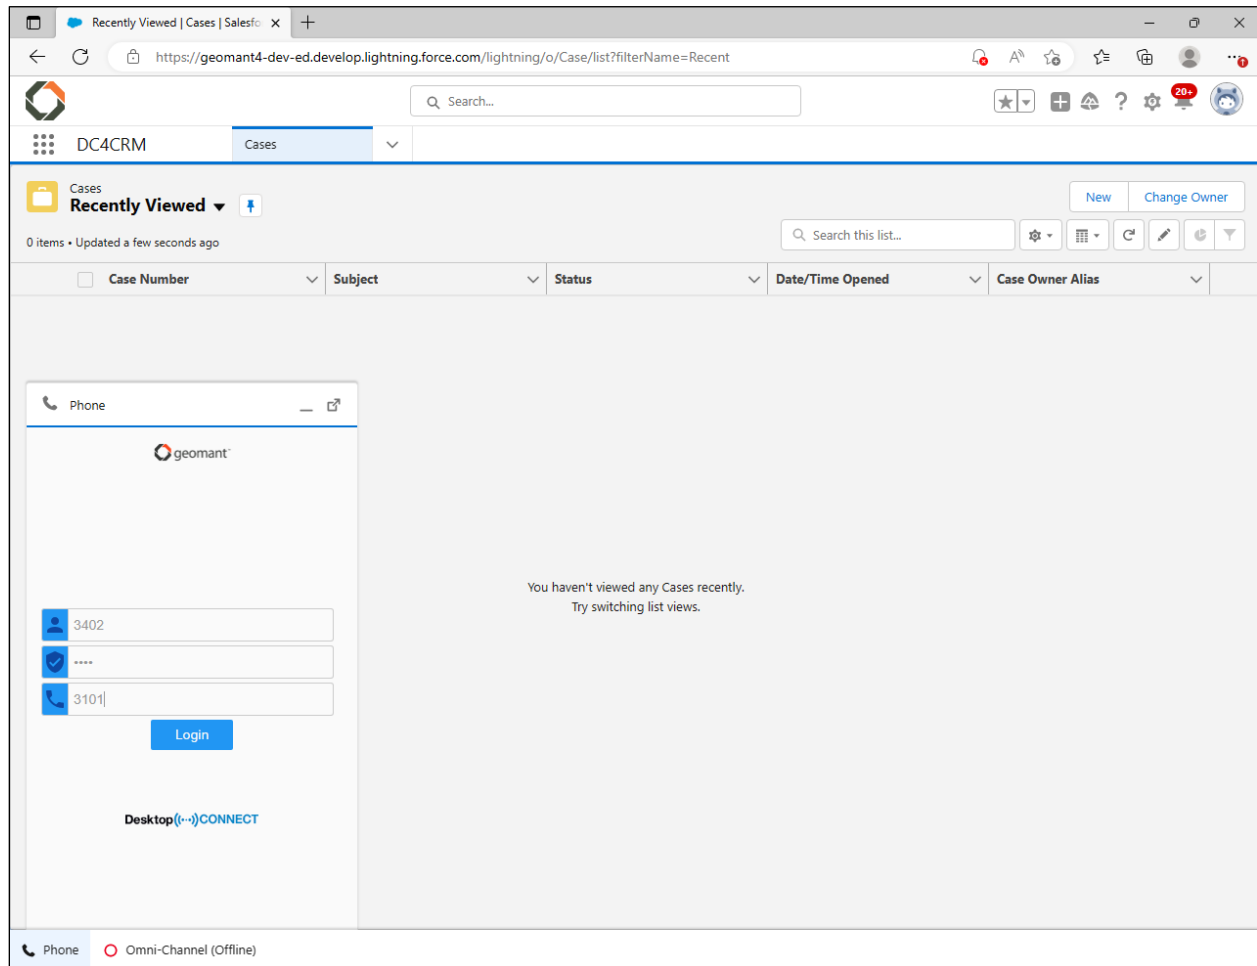 Recently Viewed | Cases | Salesfo
https://geomant4-dev-ed.develop.lightning.force.com/lightning/o/Case/list?filterName=Recent
Search...
20+
DC4CRM
Cases
Cases
Recently Viewed
New
Change Owner
0 items • Updated a few seconds ago
Search this list...
Case Number
Subject
Status
Date/Time Opened
Case Owner Alias
Phone
geomant
You haven't viewed any Cases recently.
Try switching list views.
3402
••••
3101
Login
Desktop((···))CONNECT
Phone
Omni-Channel (Offline)